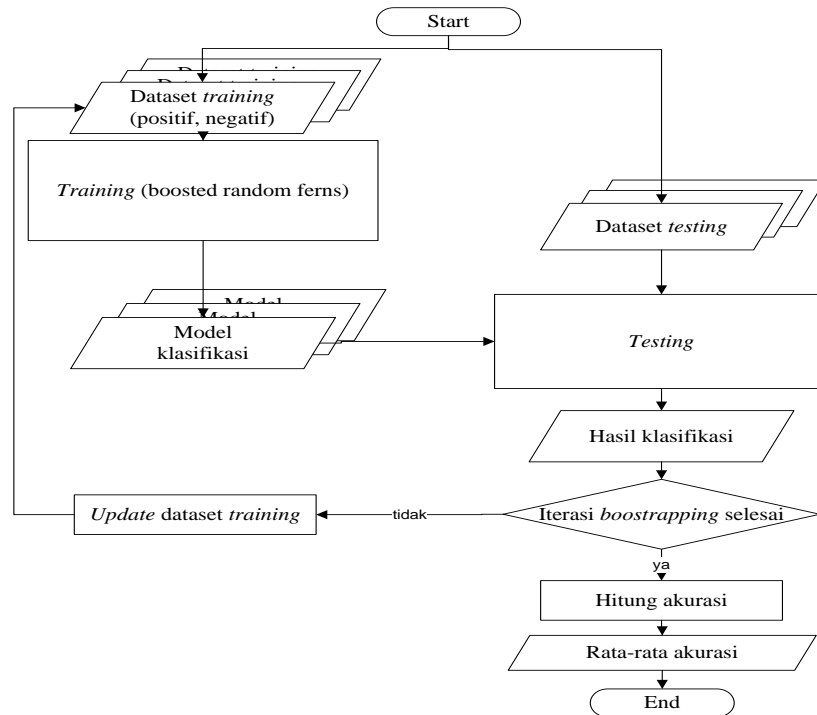 Start
Dataset training
(positif, negatif)
Training (boosted random ferns)
Dataset testing
Model
Model
klasifikasi
Testing
Hasil klasifikasi
Update dataset training
tidak
Iterasi boostrapping selesai
ya
Hitung akurasi
Rata-rata akurasi
End